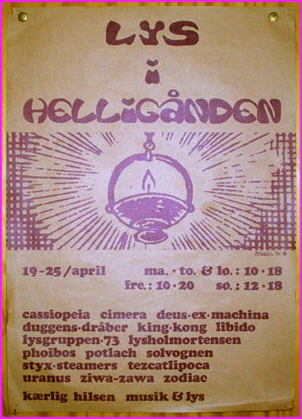 LYS
i
HELLiGÅNDEN
19-25/april ma.·to. & lø.: 10·18
fre.: 10·20 sø.: 12·18
cassiopeia cimera deus·ex·machina
duggens·dråber king·kong libido
lysgruppen·73 lysholmortensen
phoibos potlach solvognen
styx·steamers tezcatlipoca
uranus ziwa-zawa zodiac
kærlig hilsen musik & lys